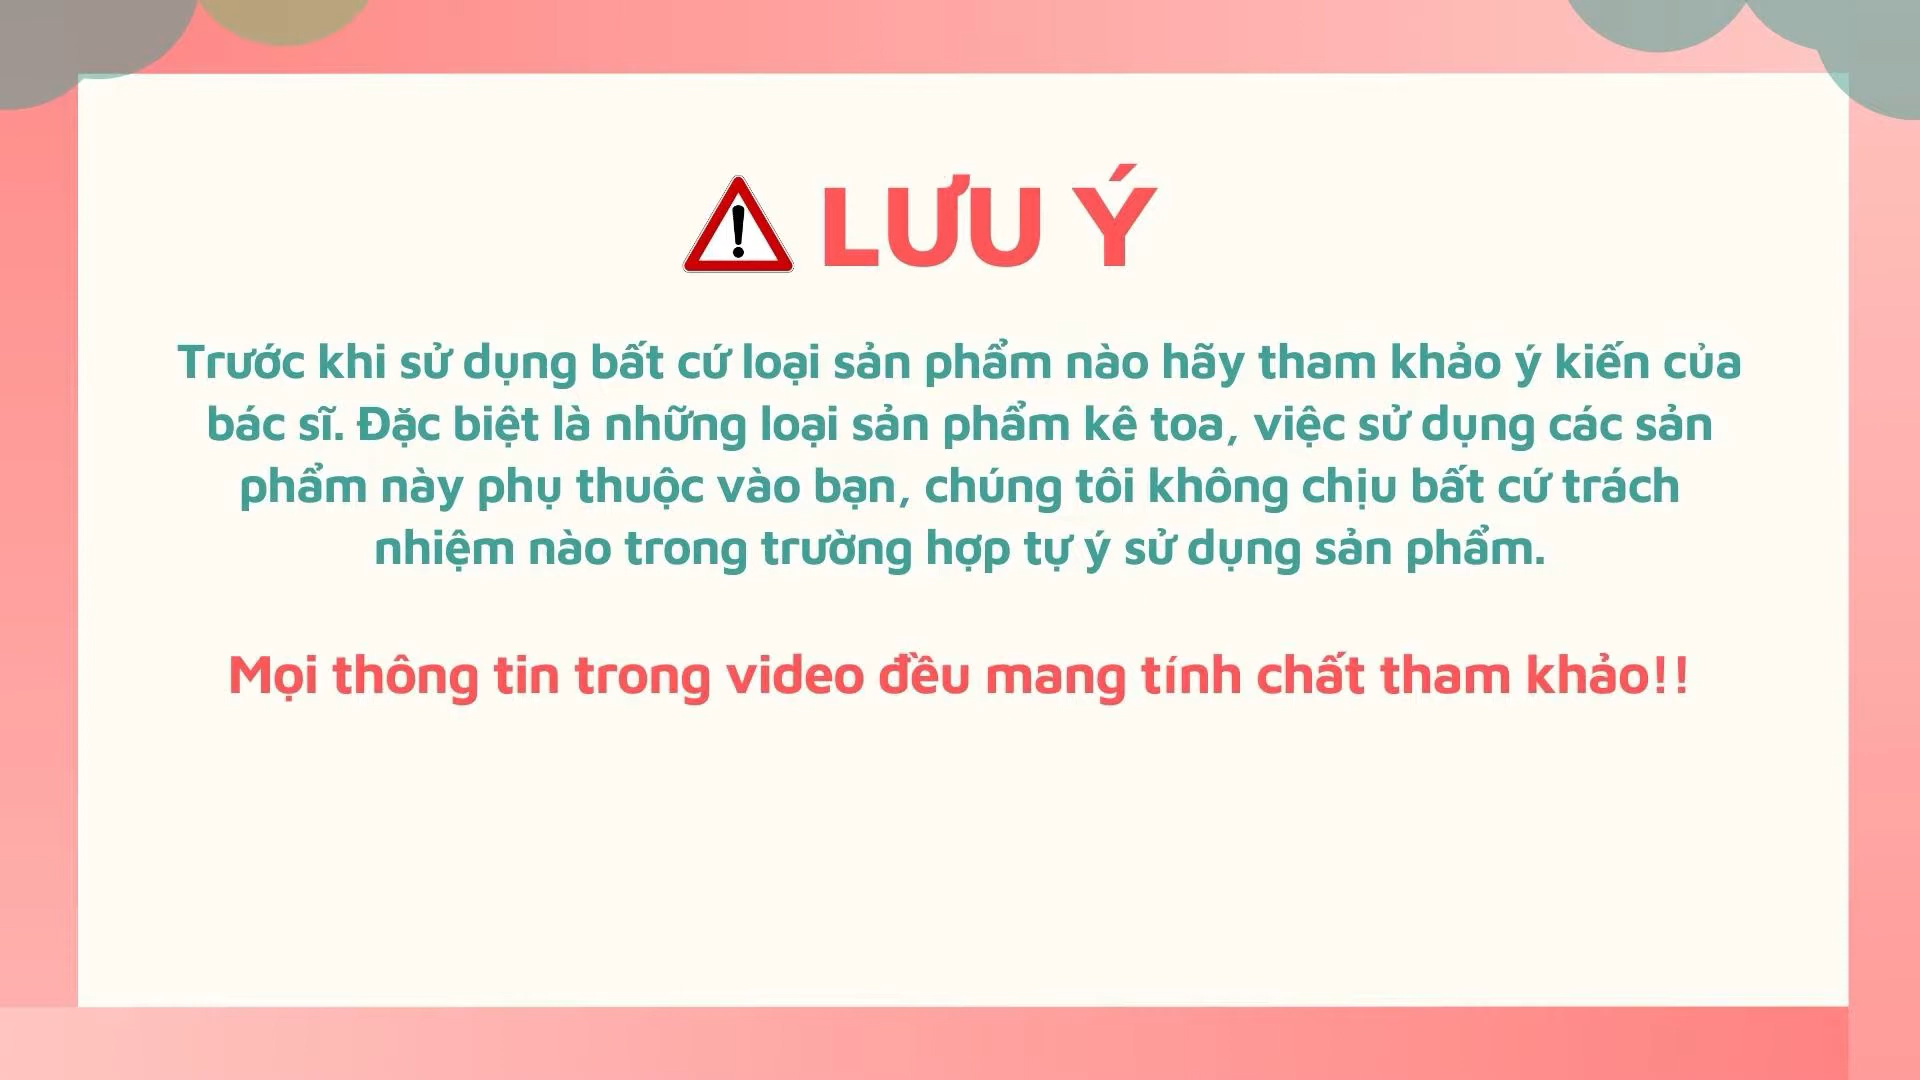 LƯU Ý
Trước khi sử dụng bất cứ loại sản phẩm nào hãy tham khảo ý kiến của
bác sĩ. Đặc biệt là những loại sản phẩm kê toa, việc sử dụng các sản
phẩm này phụ thuộc vào bạn, chúng tôi không chịu bất cứ trách
nhiệm nào trong trường hợp tự ý sử dụng sản phẩm.
Mọi thông tin trong video đều mang tính chất tham khảo!!